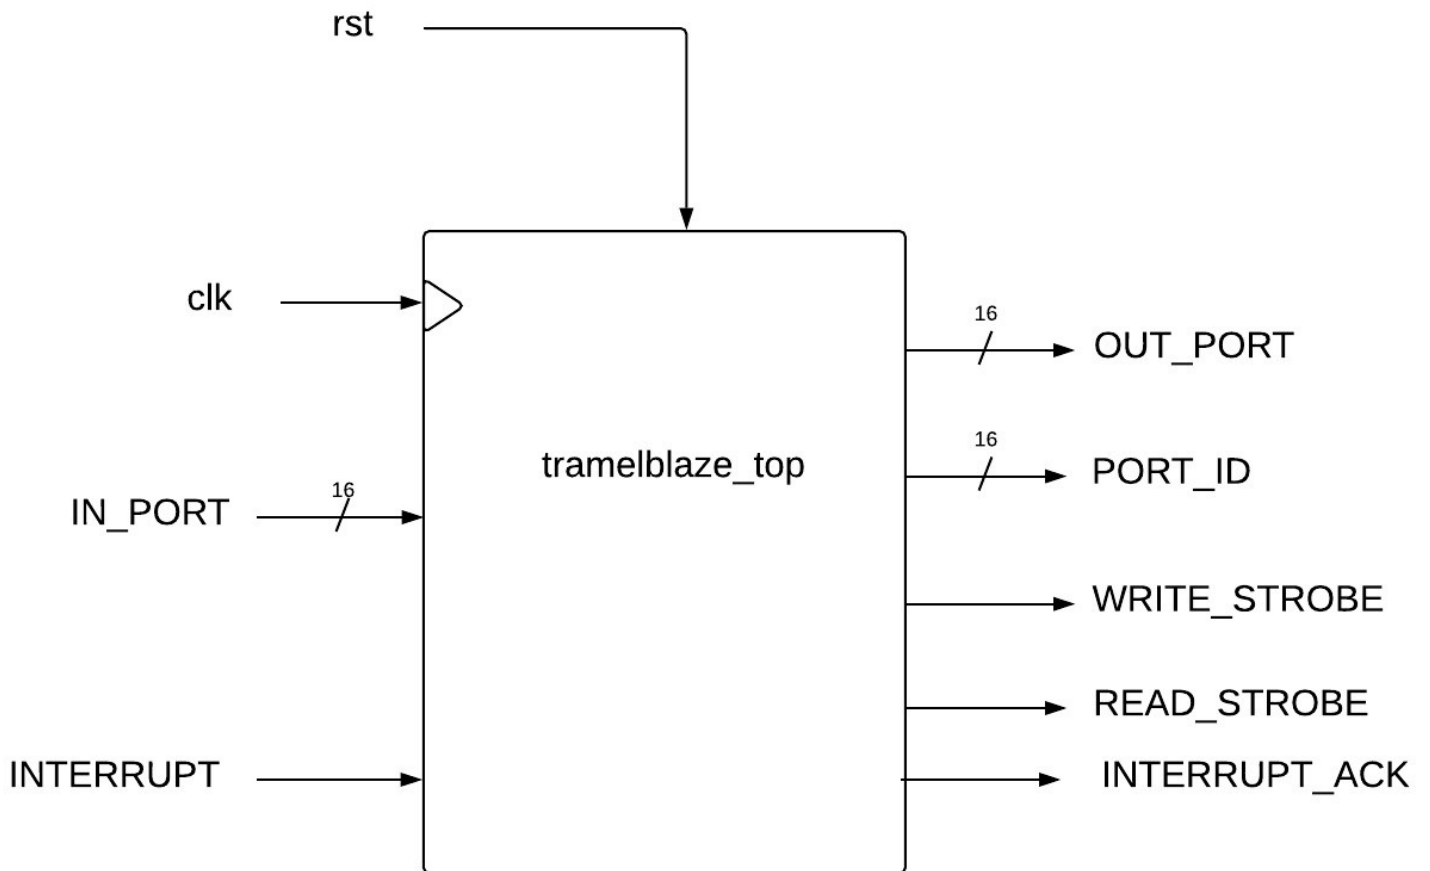 rst
clk
16
OUT_PORT
16
PORT_ID
tramelblaze_top
16
IN_PORT
WRITE_STROBE
READ_STROBE
INTERRUPT
INTERRUPT_ACK